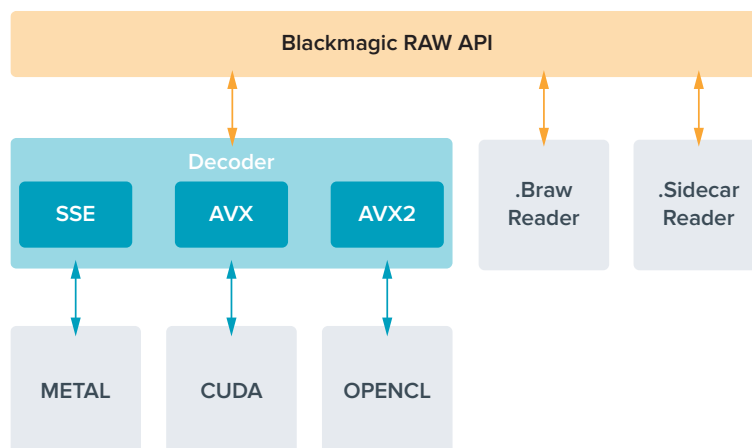 Blackmagic RAW API
Decoder
SSE
AVX
AVX2
.Braw
Reader
.Sidecar
Reader
METAL
CUDA
OPENCL